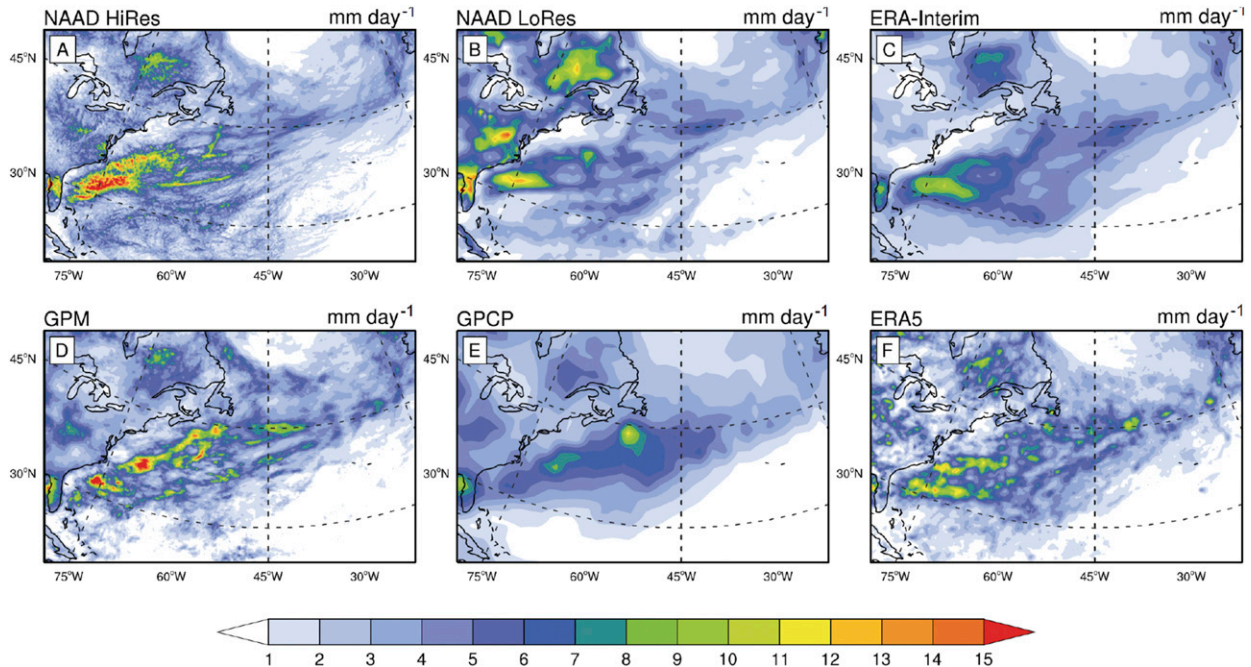 NAAD HiRes mm day⁻¹ NAAD LoRes mm day⁻¹ ERA-Interim mm day⁻¹
A B C
45°N 45°N 45°N
30°N 30°N 30°N
75°W 60°W 45°W 30°W 75°W 60°W 45°W 30°W 75°W 60°W 45°W 30°W
GPM mm day⁻¹ GPCP mm day⁻¹ ERA5 mm day⁻¹
D E F
45°N 45°N 45°N
30°N 30°N 30°N
75°W 60°W 45°W 30°W 75°W 60°W 45°W 30°W 75°W 60°W 45°W 30°W
1 2 3 4 5 6 7 8 9 10 11 12 13 14 15